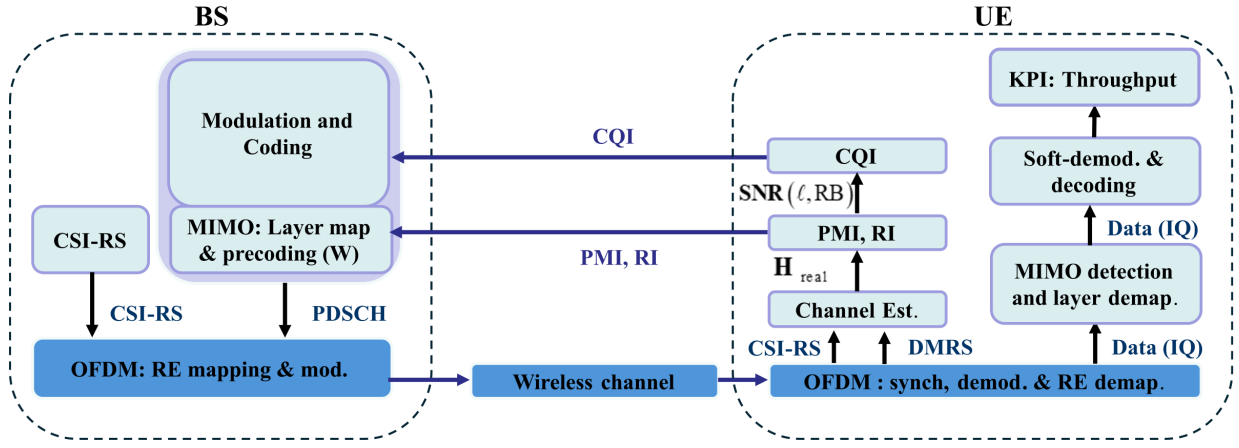 BS
Modulation and
Coding
CSI-RS
MIMO: Layer map
& precoding (W)
CSI-RS
PDSCH
OFDM: RE mapping & mod.
CQI
PMI, RI
Wireless channel
UE
CQI
SNR(ℓ,RB)
PMI, RI
H real
Channel Est.
CSI-RS
DMRS
OFDM : synch, demod. & RE demap.
KPI: Throughput
Soft-demod. &
decoding
Data (IQ)
MIMO detection
and layer demap.
Data (IQ)